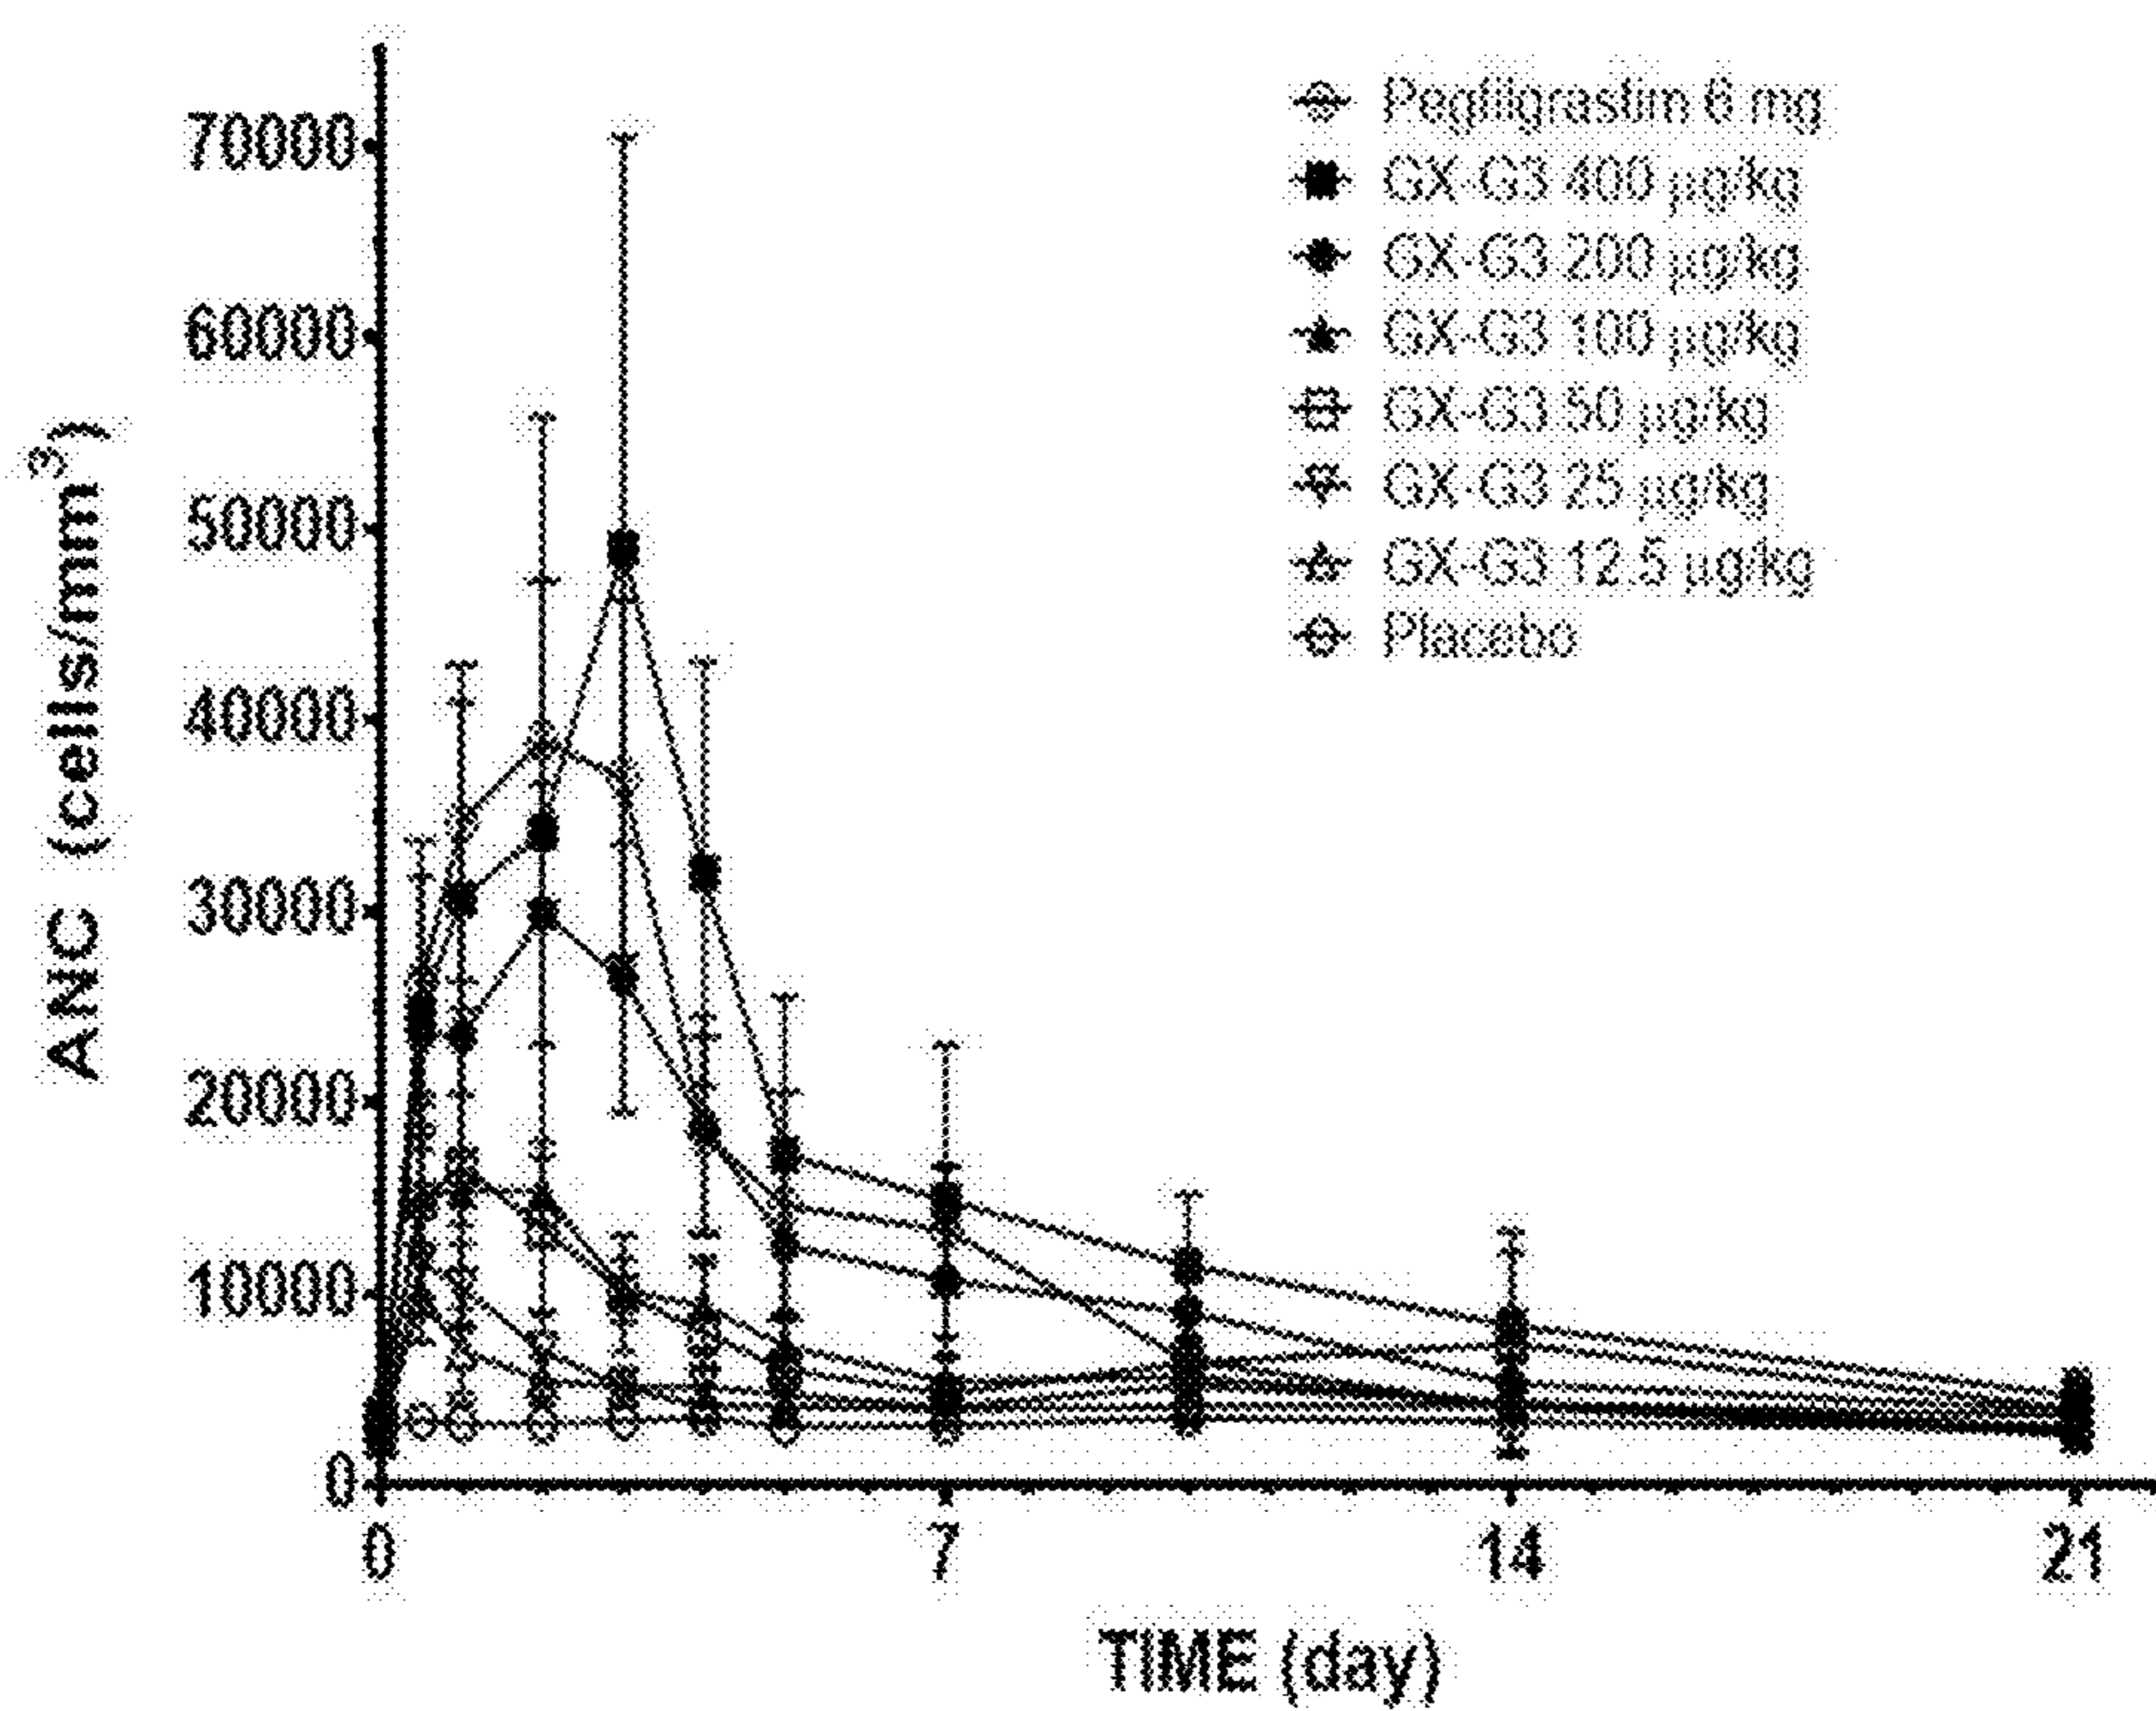 ANC (cells/mm³)
70000
60000
50000
40000
30000
20000
10000
0
Pegfilgrastim 6 mg
GX-G3 400 µg/kg
GX-G3 200 µg/kg
GX-G3 100 µg/kg
GX-G3 50 µg/kg
GX-G3 25 µg/kg
GX-G3 12.5 µg/kg
Placebo
0 7 14 21
TIME (day)